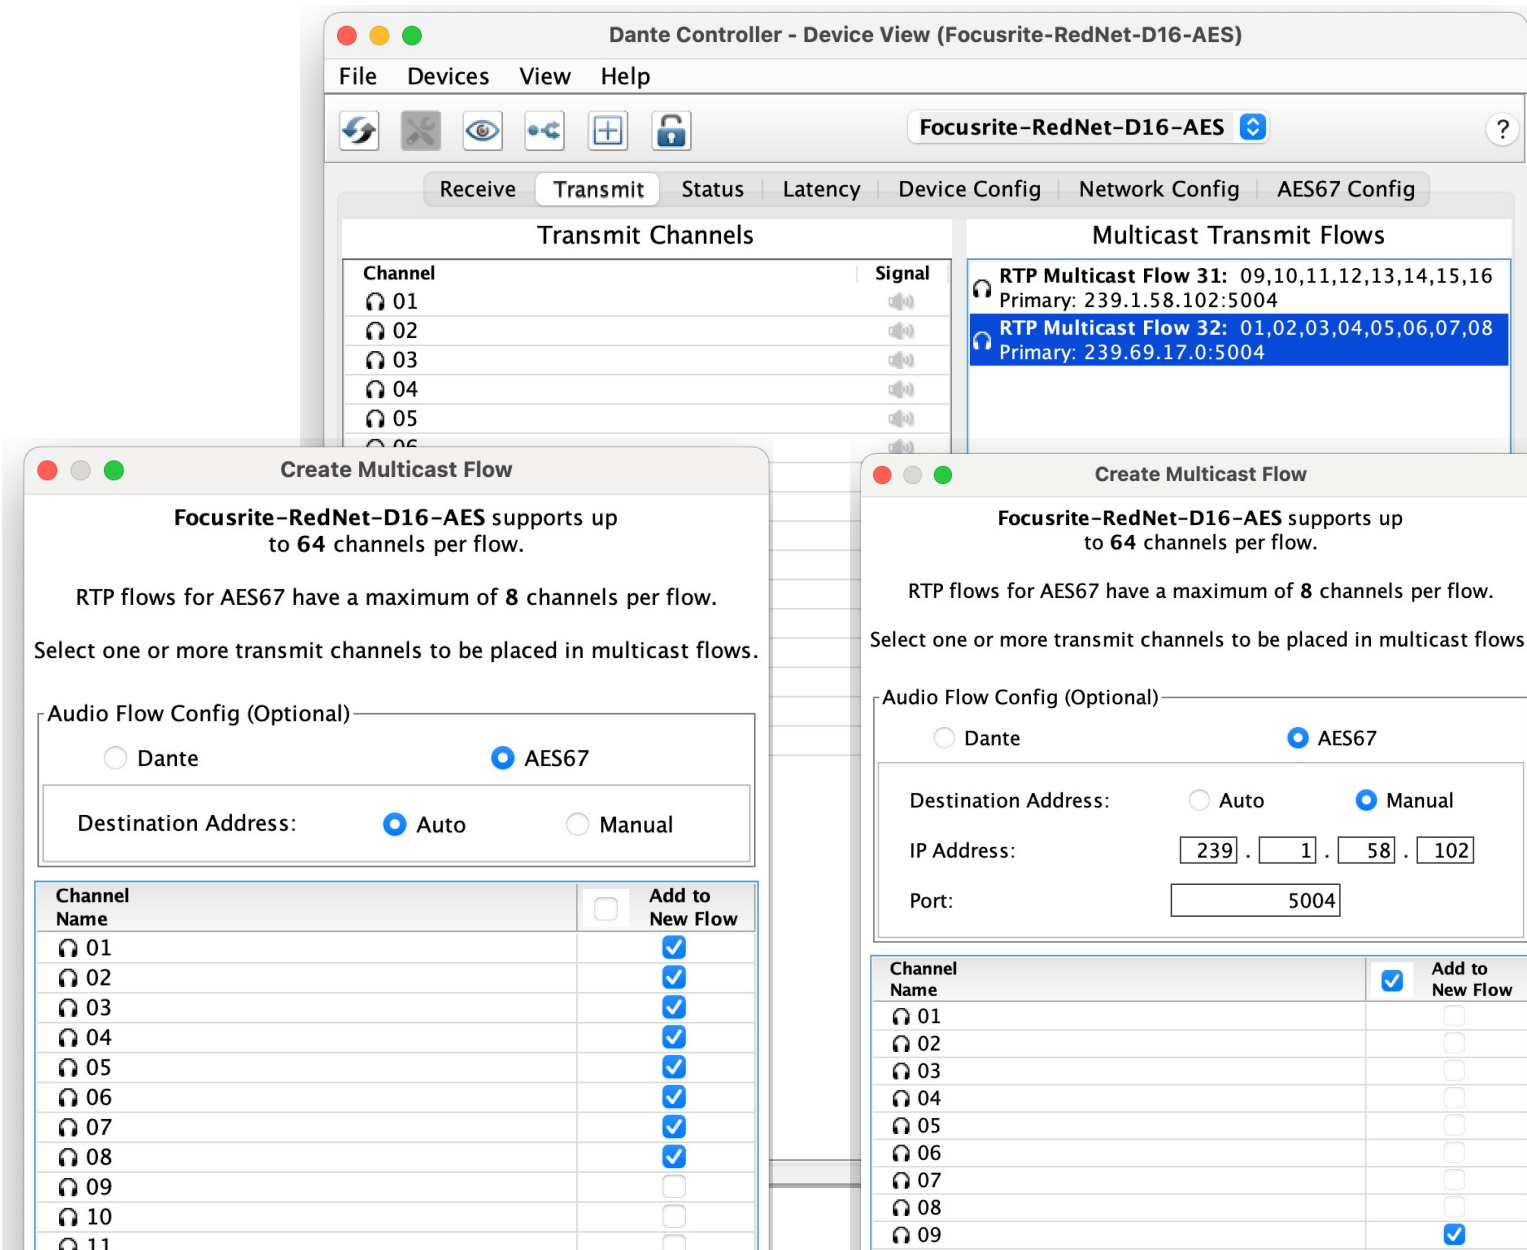 Dante Controller - Device View (Focusrite-RedNet-D16-AES)
File Devices View Help
Focusrite-RedNet-D16-AES ?
Receive Transmit Status Latency Device Config Network Config AES67 Config
Transmit Channels
Channel Signal
01
02
03
04
05
06
Multicast Transmit Flows
RTP Multicast Flow 31: 09,10,11,12,13,14,15,16
Primary: 239.1.58.102:5004
RTP Multicast Flow 32: 01,02,03,04,05,06,07,08
Primary: 239.69.17.0:5004
Create Multicast Flow
Focusrite-RedNet-D16-AES supports up
to 64 channels per flow.
RTP flows for AES67 have a maximum of 8 channels per flow.
Select one or more transmit channels to be placed in multicast flows.
Audio Flow Config (Optional)
Dante AES67
Destination Address: Auto Manual
Channel Add to
Name New Flow
01
02
03
04
05
06
07
08
09
10
11
Create Multicast Flow
Focusrite-RedNet-D16-AES supports up
to 64 channels per flow.
RTP flows for AES67 have a maximum of 8 channels per flow.
Select one or more transmit channels to be placed in multicast flows
Audio Flow Config (Optional)
Dante AES67
Destination Address: Auto Manual
IP Address: 239 . 1 . 58 . 102
Port: 5004
Channel Add to
Name New Flow
01
02
03
04
05
06
07
08
09